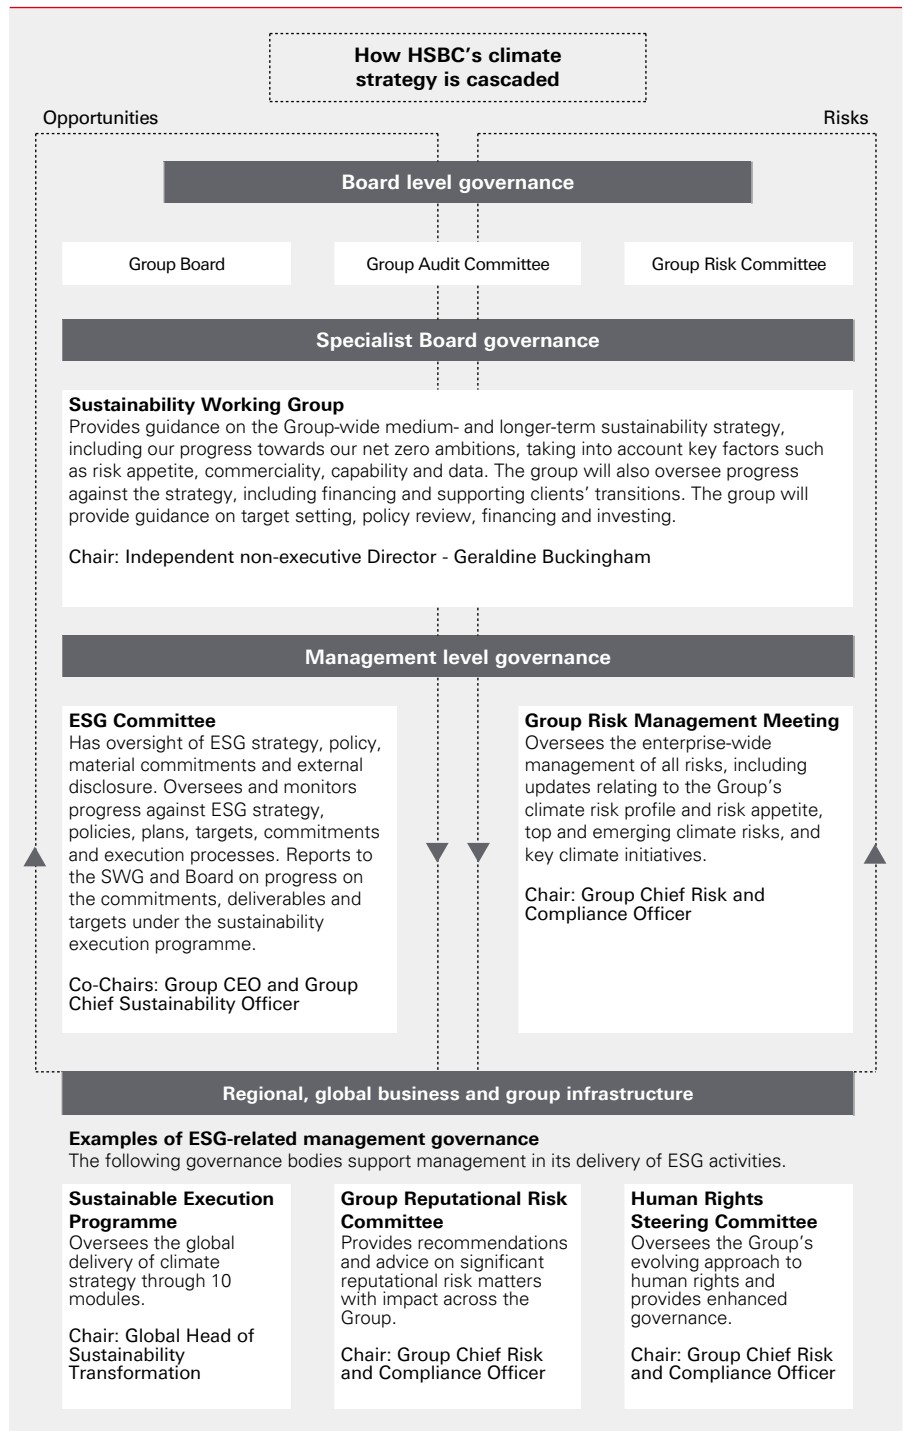 How HSBC's climate
strategy is cascaded
Opportunities
Risks
Board level governance
Group Board
Group Audit Committee
Group Risk Committee
Specialist Board governance
Sustainability Working Group
Provides guidance on the Group-wide medium- and longer-term sustainability strategy,
including our progress towards our net zero ambitions, taking into account key factors such
as risk appetite, commerciality, capability and data. The group will also oversee progress
against the strategy, including financing and supporting clients' transitions. The group will
provide guidance on target setting, policy review, financing and investing.
Chair: Independent non-executive Director - Geraldine Buckingham
Management level governance
ESG Committee
Has oversight of ESG strategy, policy,
material commitments and external
disclosure. Oversees and monitors
progress against ESG strategy,
policies, plans, targets, commitments
and execution processes. Reports to
the SWG and Board on progress on
the commitments, deliverables and
targets under the sustainability
execution programme.
Co-Chairs: Group CEO and Group
Chief Sustainability Officer
Group Risk Management Meeting
Oversees the enterprise-wide
management of all risks, including
updates relating to the Group's
climate risk profile and risk appetite,
top and emerging climate risks, and
key climate initiatives.
Chair: Group Chief Risk and
Compliance Officer
Regional, global business and group infrastructure
Examples of ESG-related management governance
The following governance bodies support management in its delivery of ESG activities.
Sustainable Execution
Programme
Oversees the global
delivery of climate
strategy through 10
modules.
Chair: Global Head of
Sustainability
Transformation
Group Reputational Risk
Committee
Provides recommendations
and advice on significant
reputational risk matters
with impact across the
Group.
Chair: Group Chief Risk
and Compliance Officer
Human Rights
Steering Committee
Oversees the Group's
evolving approach to
human rights and
provides enhanced
governance.
Chair: Group Chief Risk
and Compliance Officer